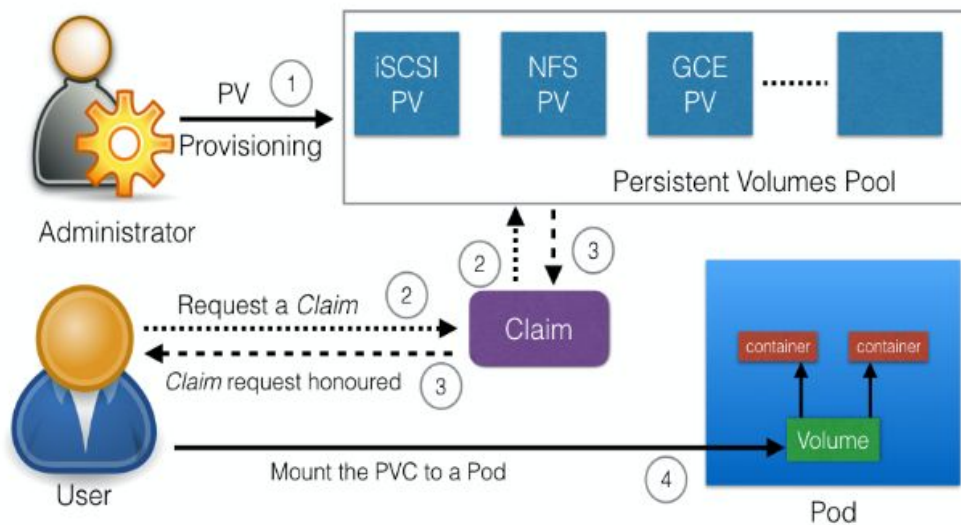 iSCSI
PV
NFS
PV
GCE
PV
PV
1
Provisioning
Persistent Volumes Pool
Administrator
2
3
Request a Claim
2
Claim
Claim request honoured
3
container
container
Volume
Mount the PVC to a Pod
4
User
Pod